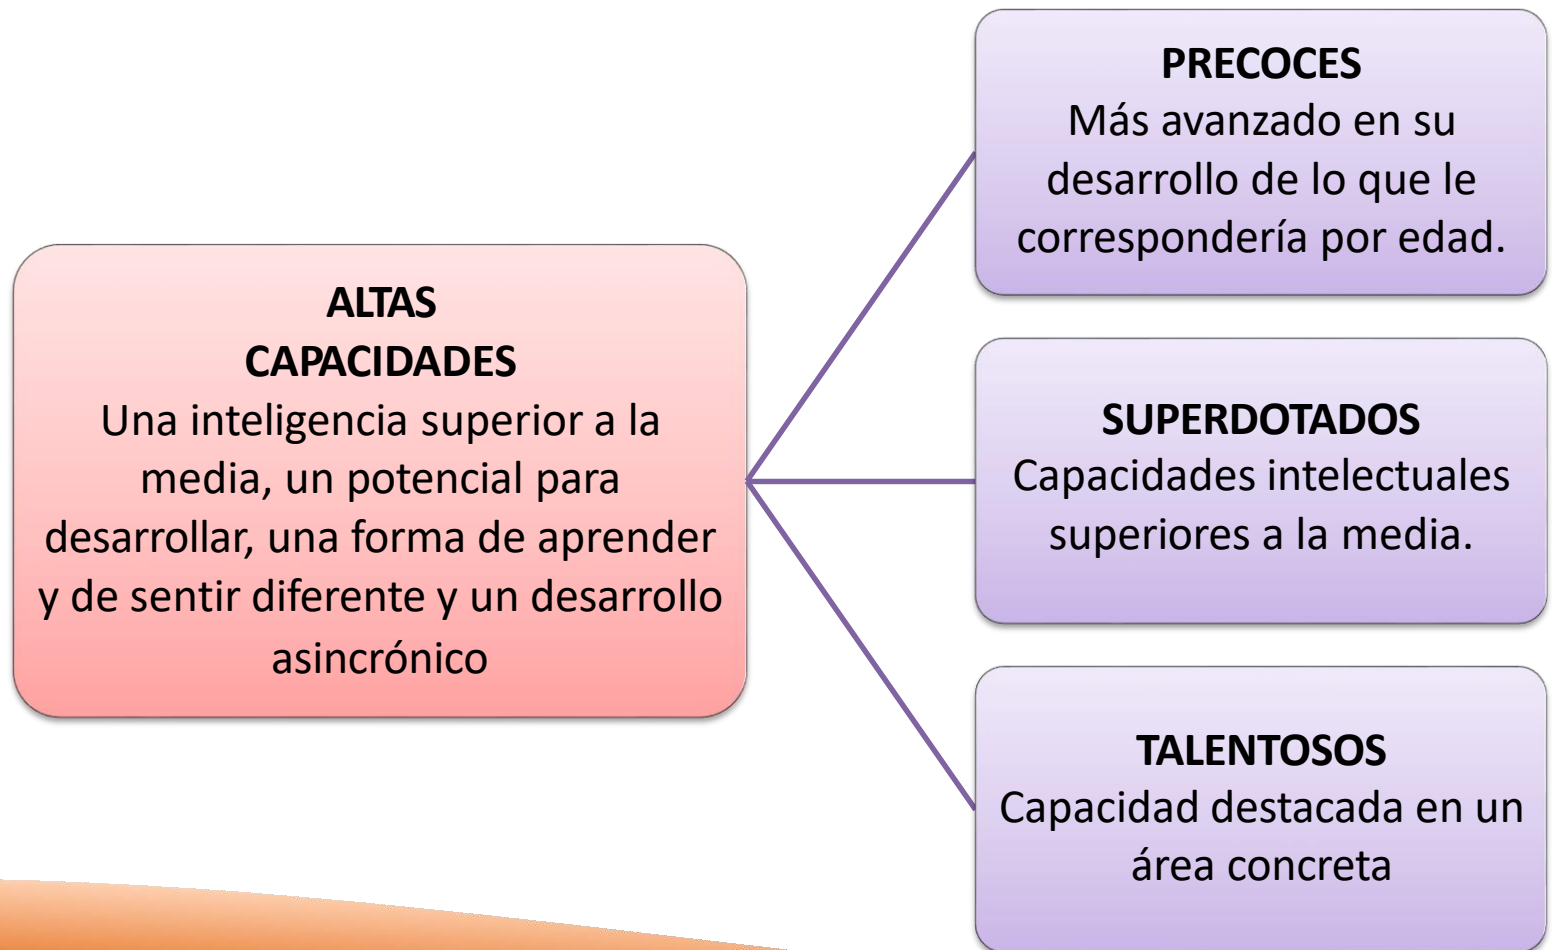 ALTAS
CAPACIDADES
Una inteligencia superior a la
media, un potencial para
desarrollar, una forma de aprender
y de sentir diferente y un desarrollo
asincrónico
PRECOCES
Más avanzado en su
desarrollo de lo que le
correspondería por edad.
SUPERDOTADOS
Capacidades intelectuales
superiores a la media.
TALENTOSOS
Capacidad destacada en un
área concreta